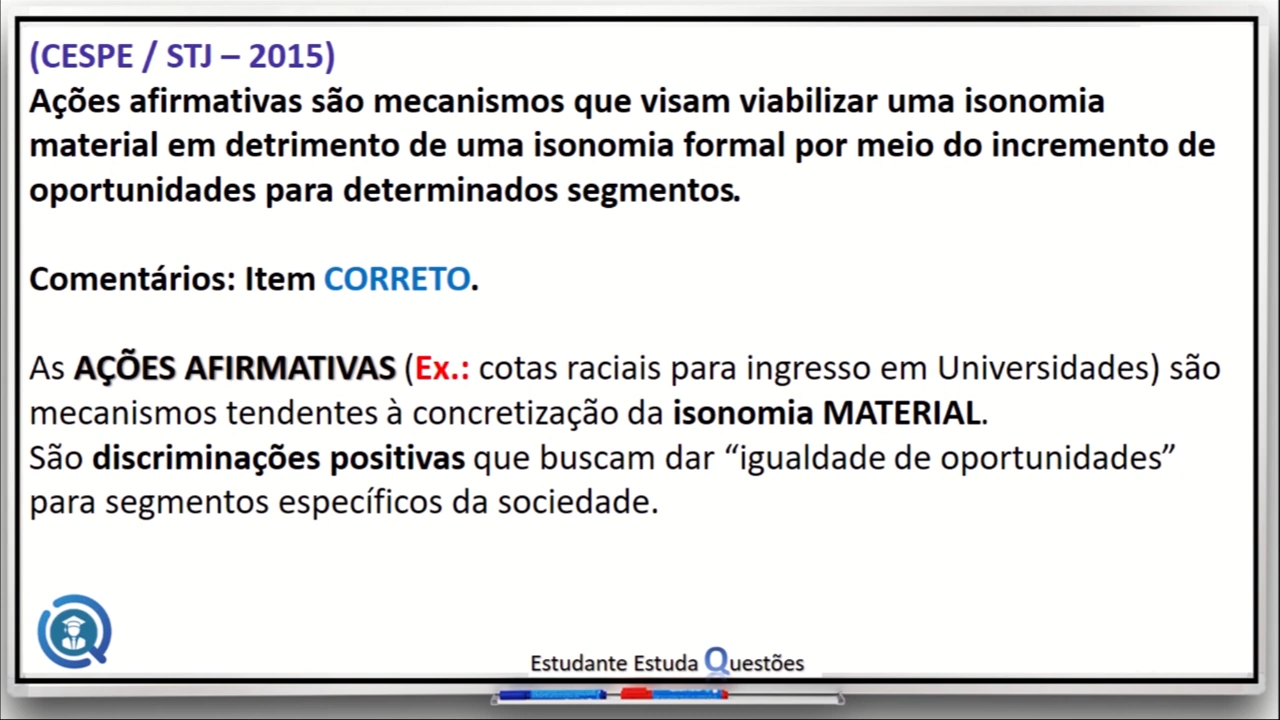 (CESPE / STJ – 2015)
Ações afirmativas são mecanismos que visam viabilizar uma isonomia
material em detrimento de uma isonomia formal por meio do incremento de
oportunidades para determinados segmentos.
Comentários: Item CORRETO.
As AÇÕES AFIRMATIVAS (Ex.: cotas raciais para ingresso em Universidades) são
mecanismos tendentes à concretização da isonomia MATERIAL.
São discriminações positivas que buscam dar “igualdade de oportunidades”
para segmentos específicos da sociedade.
Estudante Estuda Questões